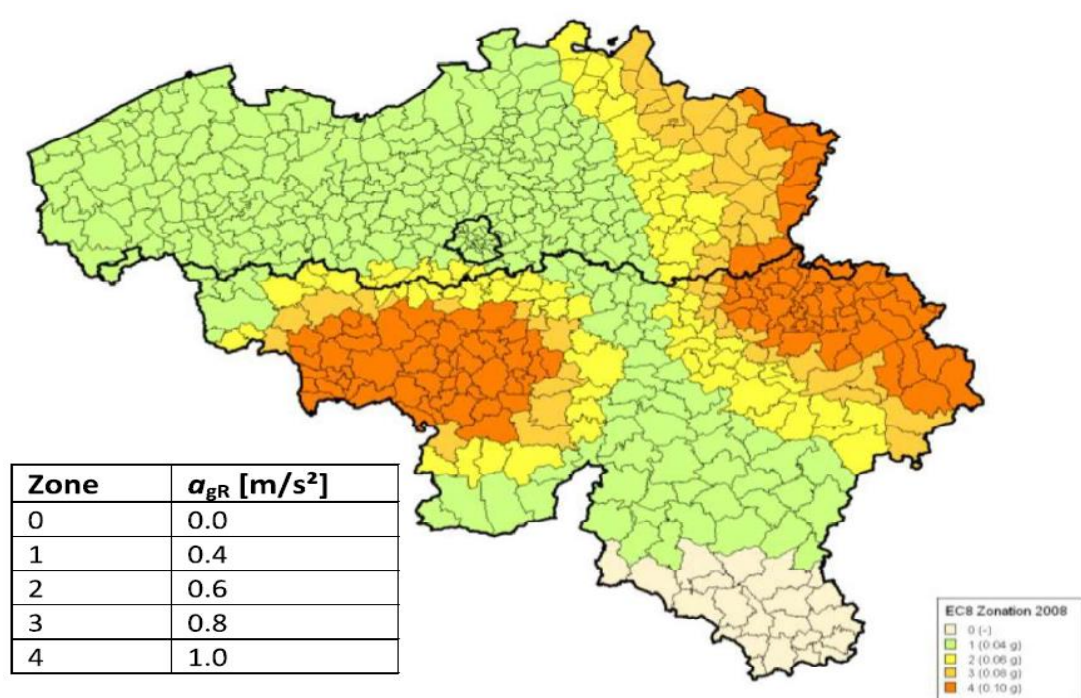 Zone agR [m/s²]
0 0.0
1 0.4
2 0.6
3 0.8
4 1.0
EC8 Zonation 2008
0 (-)
1 (0.04 g)
2 (0.06 g)
3 (0.08 g)
4 (0.10 g)